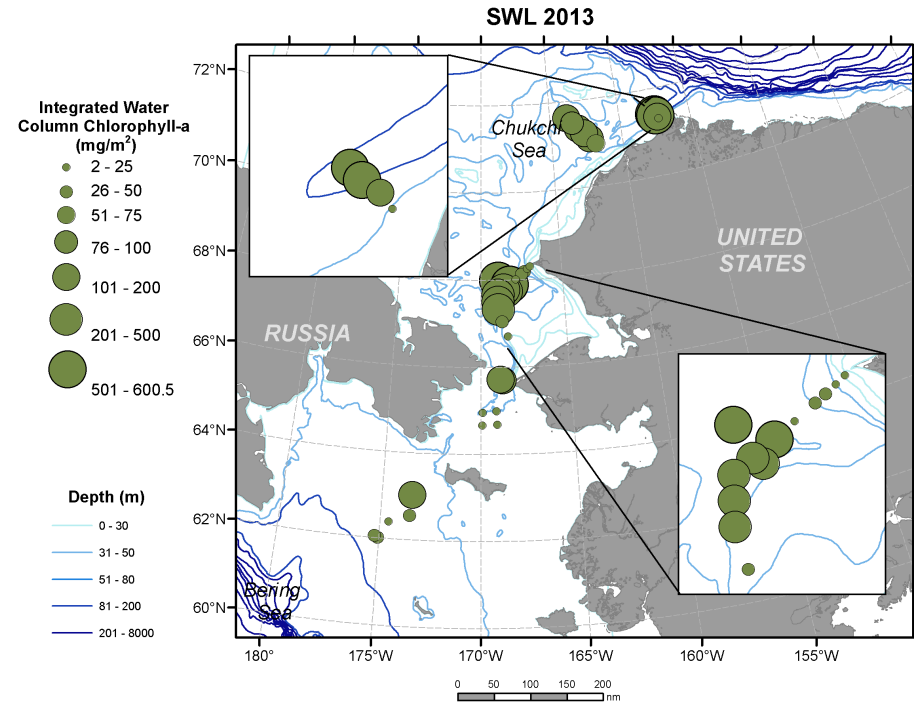 SWL 2013
Integrated Water
Column Chlorophyll-a
(mg/m²)
2 - 25
26 - 50
51 - 75
76 - 100
101 - 200
201 - 500
501 - 600.5
Depth (m)
0 - 30
31 - 50
51 - 80
81 - 200
201 - 8000
72°N
70°N
68°N
66°N
64°N
62°N
60°N
Chukchi
Sea
UNITED
STATES
RUSSIA
Bering
Sea
180°
175°W
170°W
165°W
160°W
155°W
0 50 100 150 200
nm